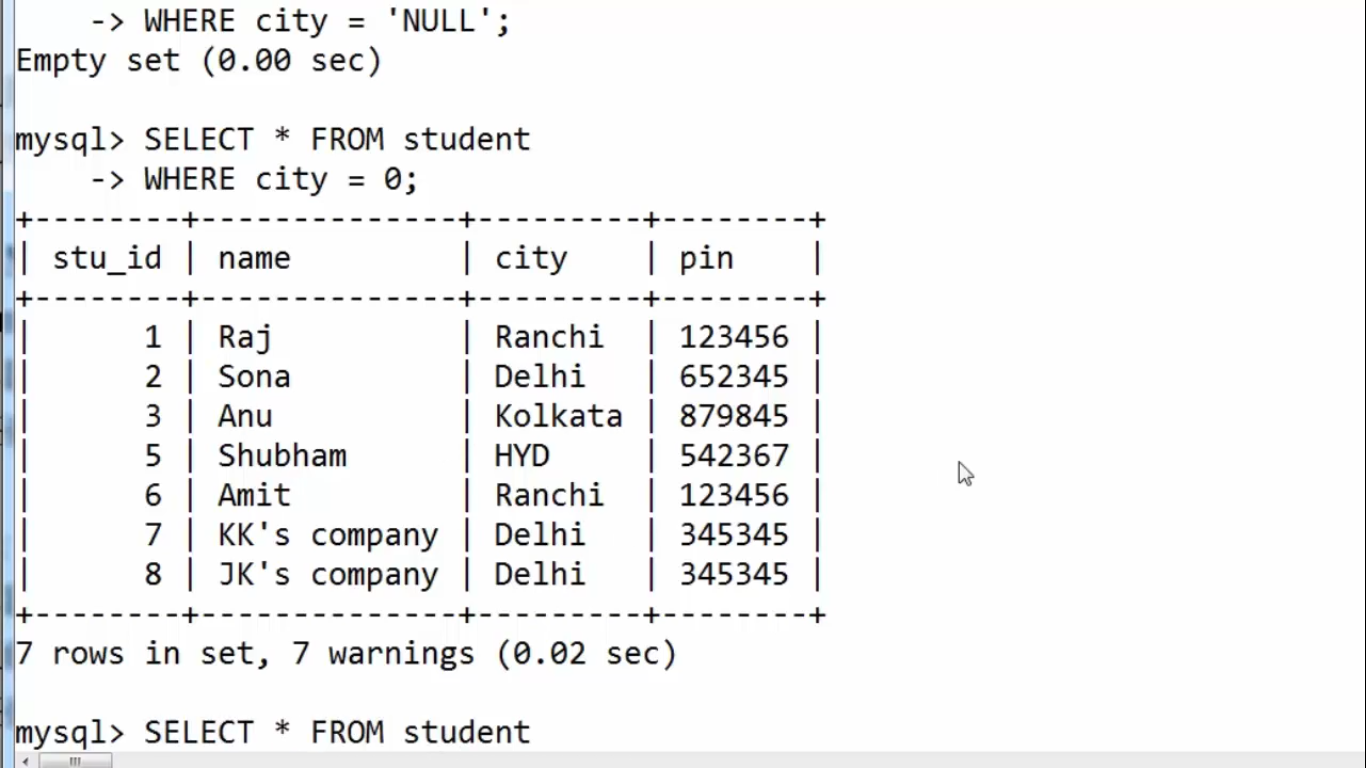 -> WHERE city = 'NULL';
Empty set (0.00 sec)

mysql> SELECT * FROM student
    -> WHERE city = 0;
+--------+--------------+---------+--------+
| stu_id | name         | city    | pin    |
+--------+--------------+---------+--------+
|      1 | Raj          | Ranchi  | 123456 |
|      2 | Sona         | Delhi   | 652345 |
|      3 | Anu          | Kolkata | 879845 |
|      5 | Shubham      | HYD     | 542367 |
|      6 | Amit         | Ranchi  | 123456 |
|      7 | KK's company | Delhi   | 345345 |
|      8 | JK's company | Delhi   | 345345 |
+--------+--------------+---------+--------+
7 rows in set, 7 warnings (0.02 sec)

mysql> SELECT * FROM student